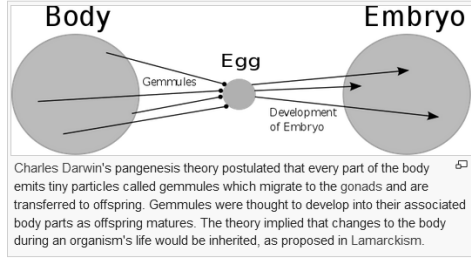 Body
Embryo
Egg
Gemmules
Development
of Embryo
Charles Darwin's pangenesis theory postulated that every part of the body
emits tiny particles called gemmules which migrate to the gonads and are
transferred to offspring. Gemmules were thought to develop into their associated
body parts as offspring matures. The theory implied that changes to the body
during an organism's life would be inherited, as proposed in Lamarckism.